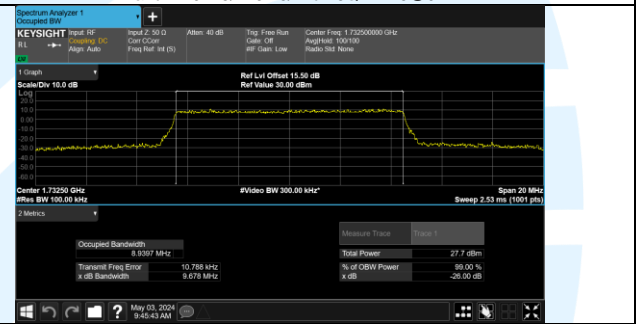 Spectrum Analyzer 1
Occupied BW
KEYSIGHT Input: RF Input Z: 50 Ω Atten: 40 dB Trig: Free Run Center Freq: 1.732500000 GHz
RL Coupling: DC Corr CCorr Gate: Off Avg|Hold: 100/100
Align: Auto Freq Ref: Int (S) #IF Gain: Low Radio Std: None
1 Graph
Ref Lvl Offset 15.50 dB
Scale/Div 10.0 dB Ref Value 30.00 dBm
Log
20.0
10.0
0.00
-10.0
-20.0
-30.0
-40.0
-50.0
-60.0
Center 1.73250 GHz #Video BW 300.00 kHz* Span 20 MHz
#Res BW 100.00 kHz Sweep 2.53 ms (1001 pts)
2 Metrics
Measure Trace Trace 1
Occupied Bandwidth
8.9397 MHz Total Power 27.7 dBm
Transmit Freq Error 10.788 kHz % of OBW Power 99.00 %
x dB Bandwidth 9.678 MHz x dB -26.00 dB
? May 03, 2024
9:45:43 AM